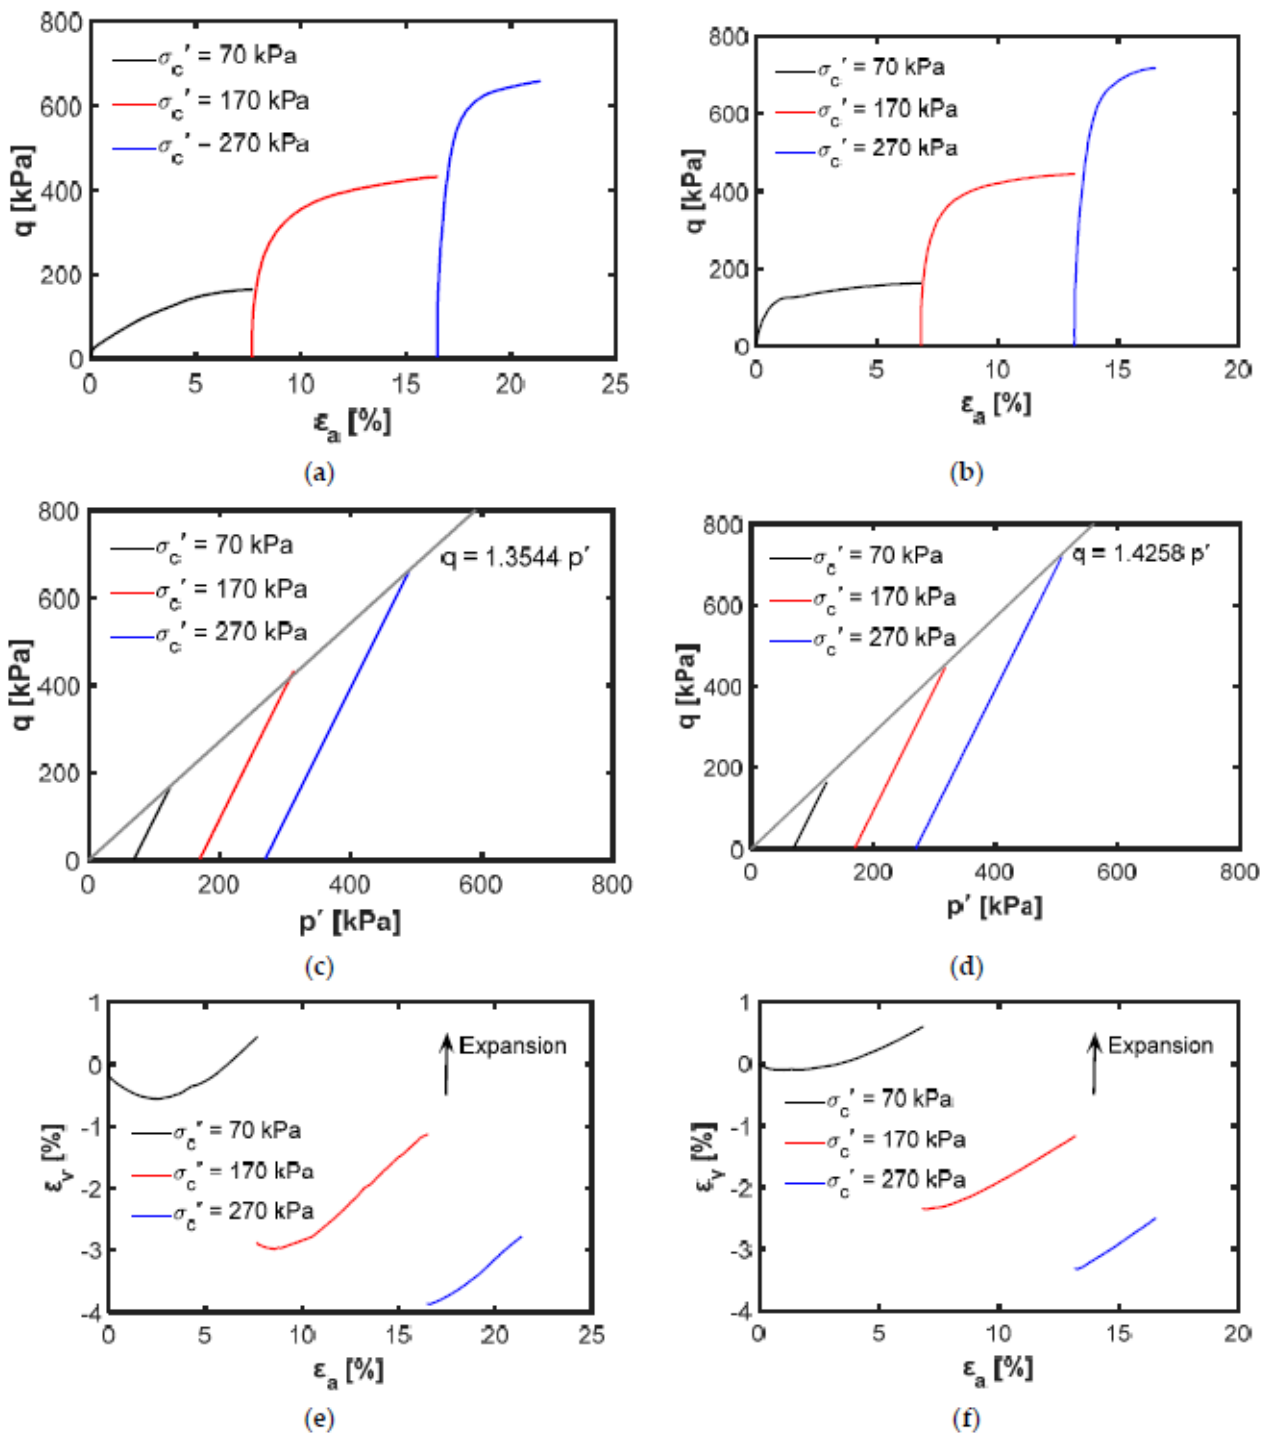 800
600
400
200
0
q [kPa]
σc′ = 70 kPa
σc′ = 170 kPa
σc′ – 270 kPa
0 5 10 15 20 25
εa [%]
(a)
800
600
400
200
0
q [kPa]
σc′ = 70 kPa
σc′ = 170 kPa
σc′ = 270 kPa
0 5 10 15 20
εa [%]
(b)
800
600
400
200
0
q [kPa]
σc′ = 70 kPa
σc′ = 170 kPa
σc′ = 270 kPa
q = 1.3544 p′
0 200 400 600 800
p′ [kPa]
(c)
800
600
400
200
0
q [kPa]
σc′ = 70 kPa
σc′ = 170 kPa
σc′ = 270 kPa
q = 1.4258 p′
0 200 400 600 800
p′ [kPa]
(d)
1
0
-1
-2
-3
-4
εv [%]
Expansion
σc′ = 70 kPa
σc′ = 170 kPa
σc′ = 270 kPa
0 5 10 15 20 25
εa [%]
(e)
1
0
-1
-2
-3
-4
εv [%]
Expansion
σc′ = 70 kPa
σc′ = 170 kPa
σc′ = 270 kPa
0 5 10 15 20
εa [%]
(f)